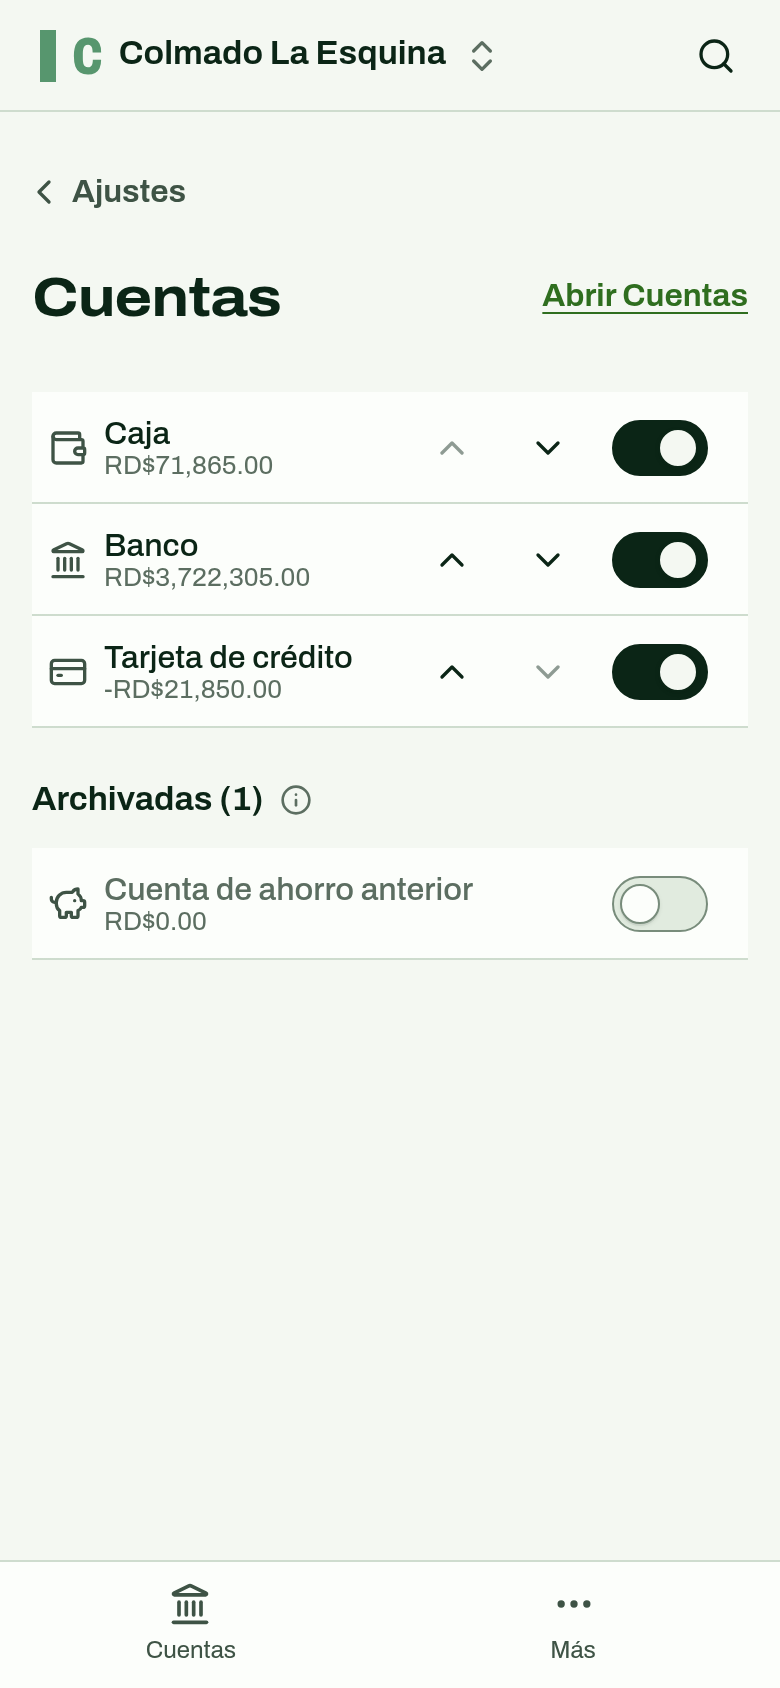 C Colmado La Esquina
Ajustes
Cuentas
Abrir Cuentas
Caja
RD$71,865.00
Banco
RD$3,722,305.00
Tarjeta de crédito
-RD$21,850.00
Archivadas (1)
Cuenta de ahorro anterior
RD$0.00
Cuentas
Más